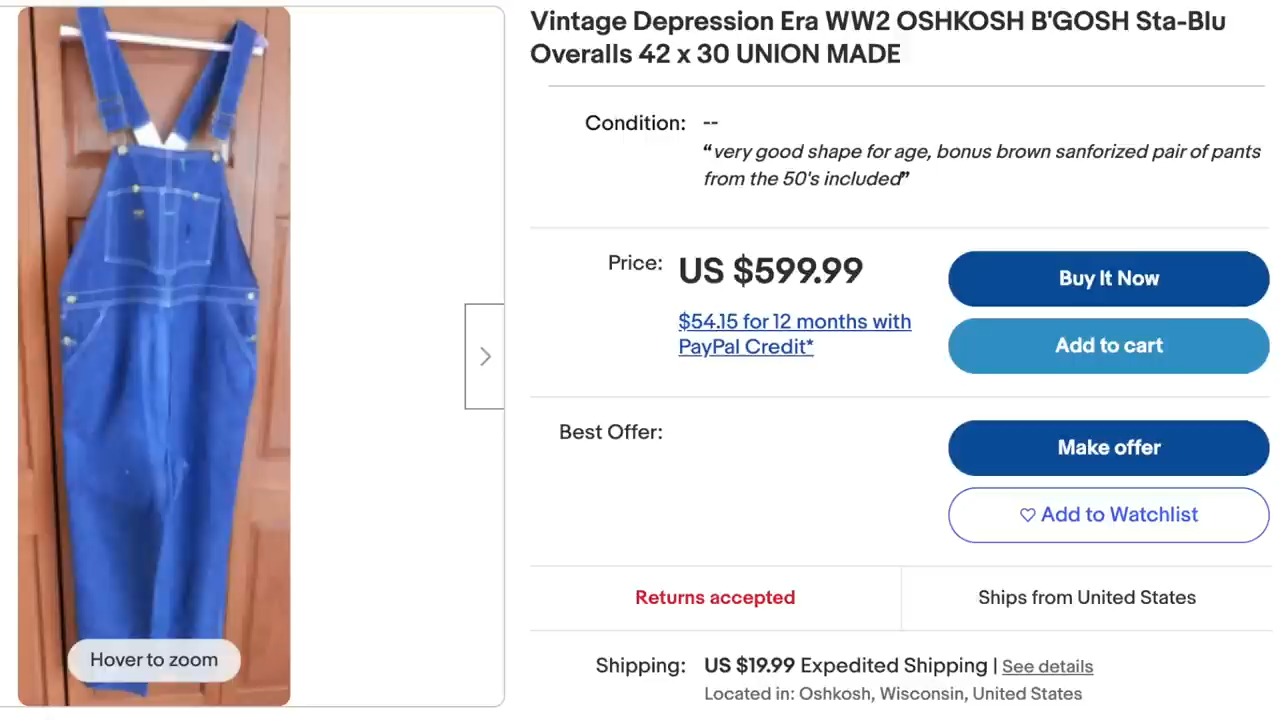 Vintage Depression Era WW2 OSHKOSH B'GOSH Sta-Blu
Overalls 42 x 30 UNION MADE
Condition: --
“very good shape for age, bonus brown sanforized pair of pants
from the 50's included”
Price: US $599.99
Buy It Now
$54.15 for 12 months with
PayPal Credit*
Add to cart
Best Offer:
Make offer
Add to Watchlist
Returns accepted
Ships from United States
Hover to zoom
Shipping: US $19.99 Expedited Shipping | See details
Located in: Oshkosh, Wisconsin, United States